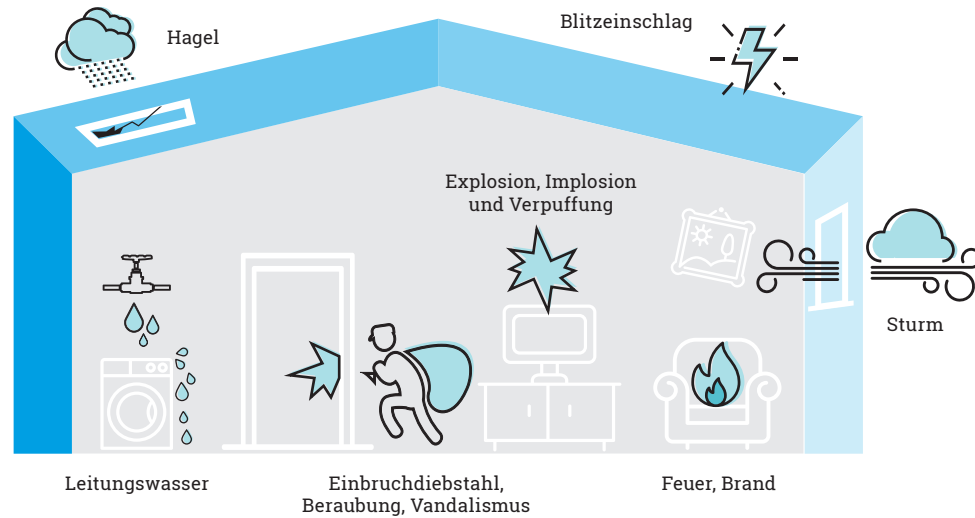 Hagel
Blitzeinschlag
Explosion, Implosion
und Verpuffung
Sturm
Leitungswasser
Einbruchdiebstahl,
Beraubung, Vandalismus
Feuer, Brand